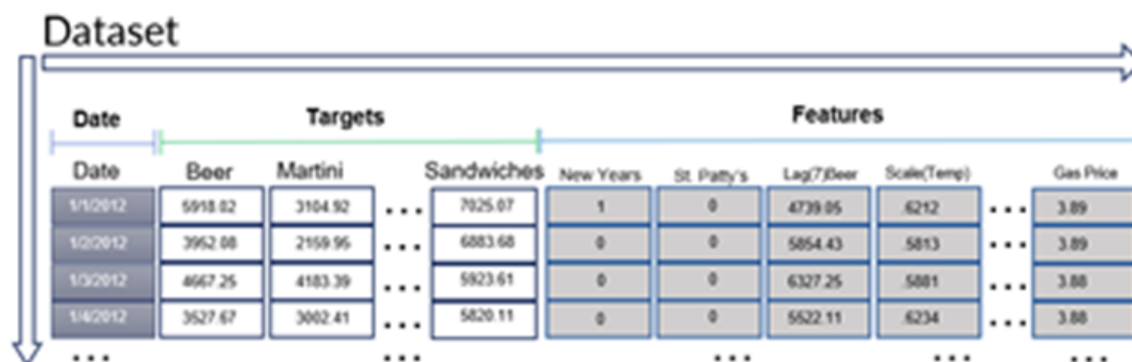 Dataset
Date Targets Features
Date Beer Martini Sandwiches New Years St. Patty's Lag(7)Beer Scale(Temp) Gas Price
1/1/2012 5918.02 3104.92 ... 7025.07 1 0 4739.05 .6212 ... 3.89
1/2/2012 3952.08 2159.95 ... 6883.68 0 0 5854.43 .5813 ... 3.89
1/3/2012 4667.25 4183.39 ... 5923.61 0 0 6327.25 .5881 ... 3.88
1/4/2012 3527.67 3002.41 ... 5820.11 0 0 5522.11 .6234 ... 3.88
... ... ... ... ...